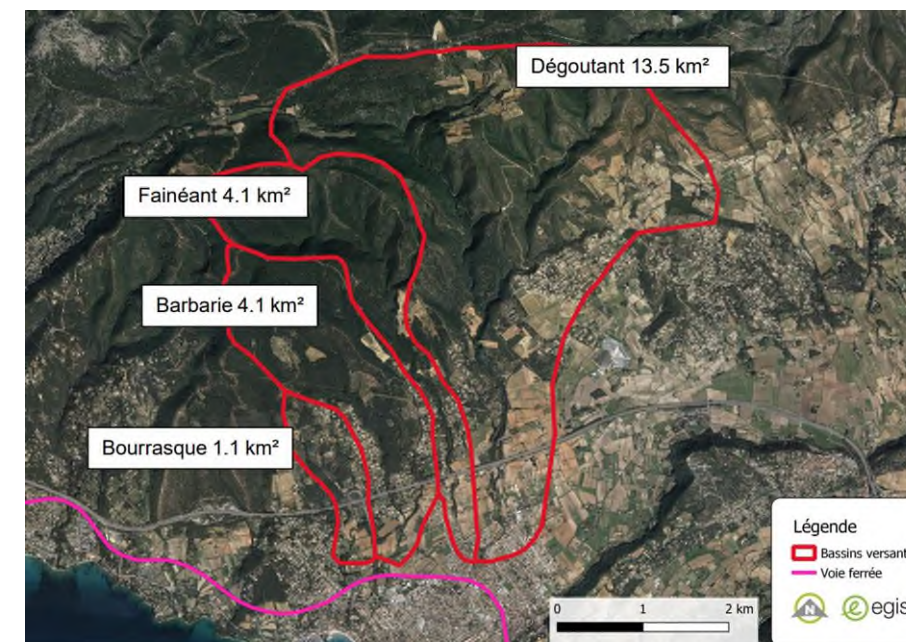 Dégoutant 13.5 km²
Fainéant 4.1 km²
Barbarie 4.1 km²
Bourrasque 1.1 km²
Légende
Bassins versant
Voie ferrée
N egis
0 1 2 km